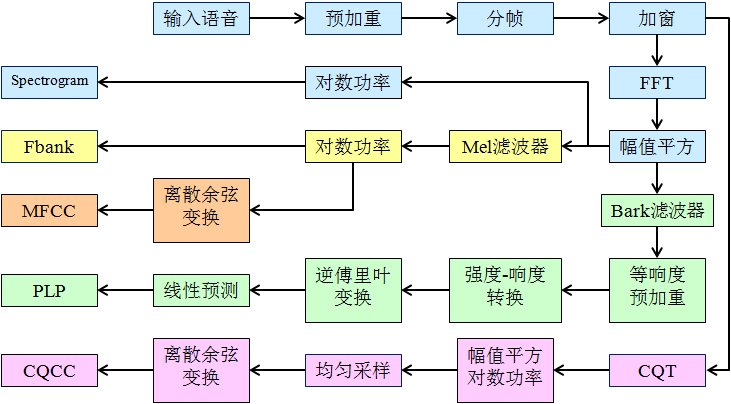 输入语音
预加重
分帧
加窗
Spectrogram
对数功率
FFT
Fbank
对数功率
Mel滤波器
幅值平方
MFCC
离散余弦
变换
Bark滤波器
PLP
线性预测
逆傅里叶
变换
强度-响度
转换
等响度
预加重
CQCC
离散余弦
变换
均匀采样
幅值平方
对数功率
CQT